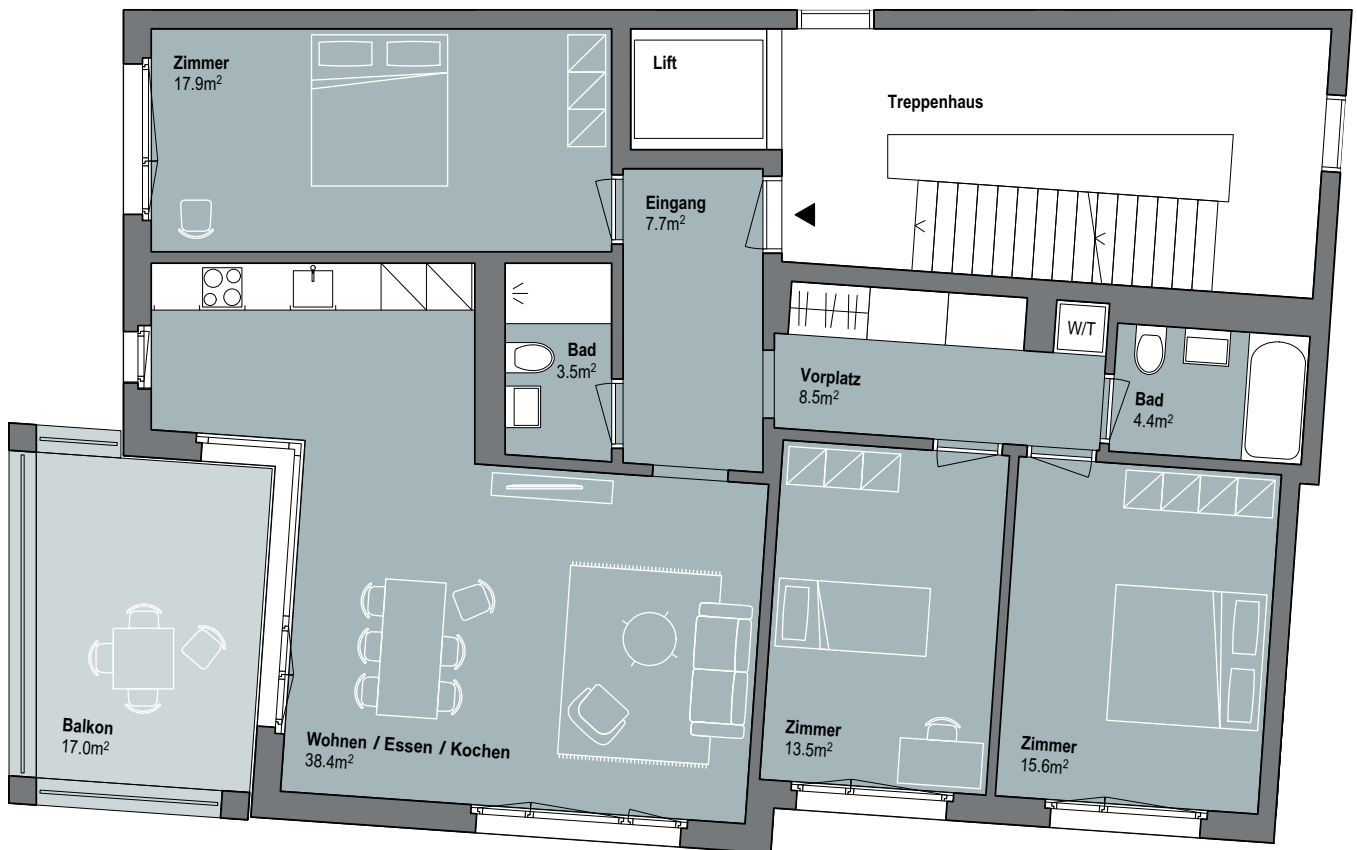 Zimmer
17.9m²
Lift
Treppenhaus
Eingang
7.7m²
W/T
Bad
3.5m²
Vorplatz
8.5m²
Bad
4.4m²
Balkon
17.0m²
Wohnen / Essen / Kochen
38.4m²
Zimmer
13.5m²
Zimmer
15.6m²